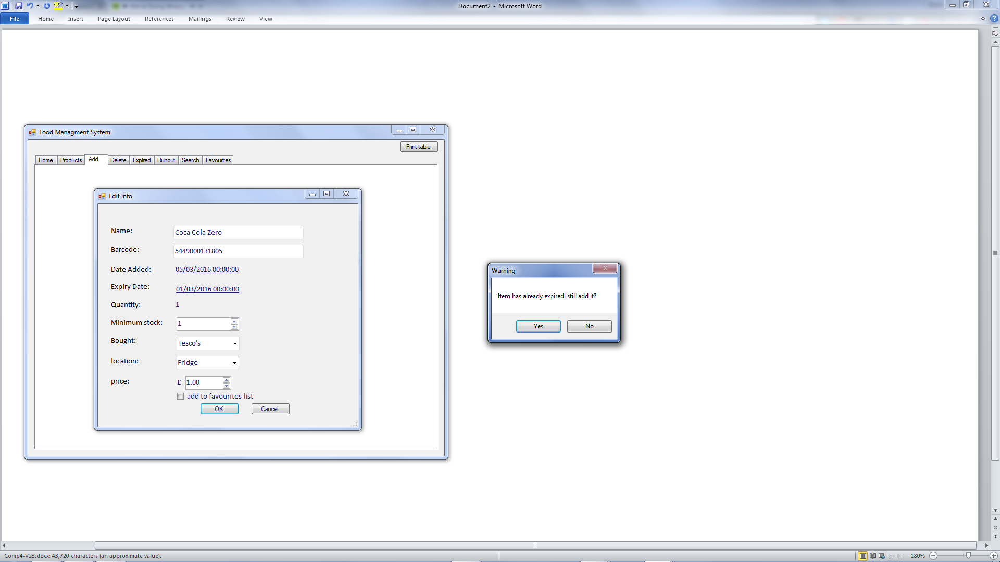 Document2 - Microsoft Word
File Home Insert Page Layout References Mailings Review View
Food Managment System
Print table
Home Products Add Delete Expired Runout Search Favourites
Edit Info
Name: Coca Cola Zero
Barcode: 5449000131805
Date Added: 05/03/2016 00:00:00
Expiry Date: 01/03/2016 00:00:00
Quantity: 1
Minimum stock: 1
Bought: Tesco's
location: Fridge
price: £ 1.00
add to favourites list
OK Cancel
Warning
Item has already expired! still add it?
Yes No
Comp4-V23.docx: 43,720 characters (an approximate value).
180%